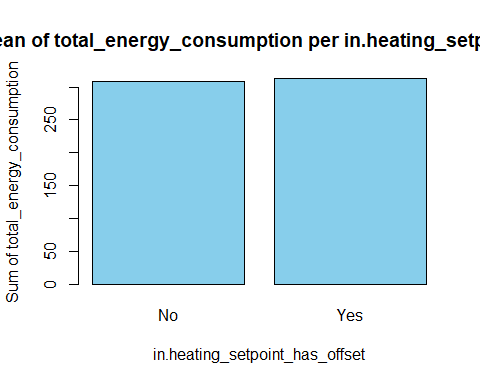 ean of total_energy_consumption per in.heating_setp
Sum of total_energy_consumption
250
150
50
0
No Yes
in.heating_setpoint_has_offset